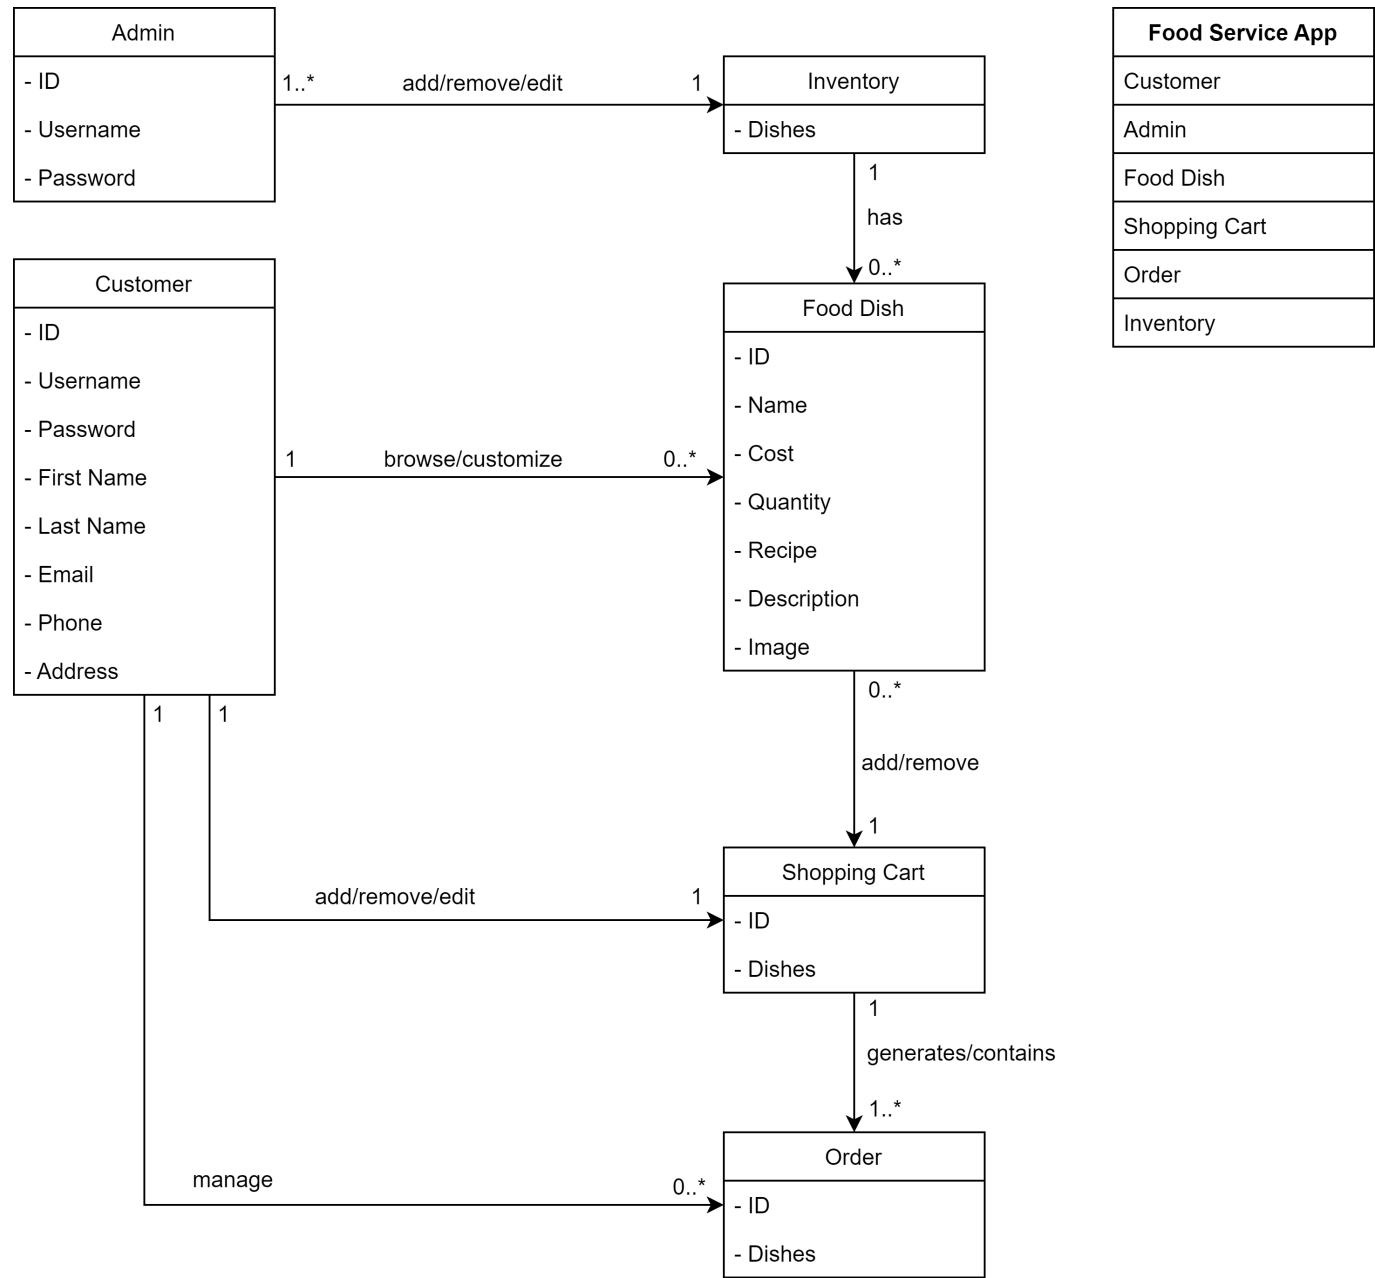 Admin
- ID
- Username
- Password
1..* add/remove/edit 1
Inventory
- Dishes
1
has
0..*
Food Service App
Customer
Admin
Food Dish
Shopping Cart
Order
Inventory
Customer
- ID
- Username
- Password
- First Name
- Last Name
- Email
- Phone
- Address
1 browse/customize 0..*
Food Dish
- ID
- Name
- Cost
- Quantity
- Recipe
- Description
- Image
0..*
add/remove
1
1 1
add/remove/edit 1
Shopping Cart
- ID
- Dishes
1
generates/contains
1..*
manage 0..*
Order
- ID
- Dishes